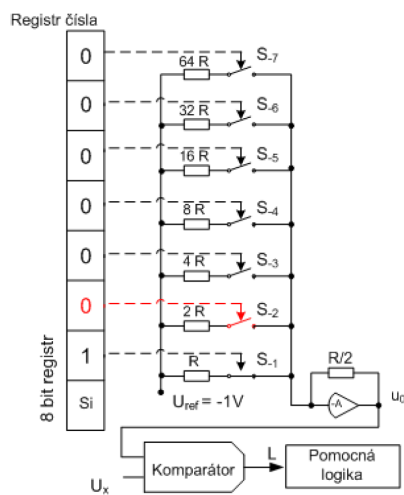 Registr čísla
0
S-7
64 R
0
S-6
32 R
0
S-5
16 R
0
S-4
8 R
0
S-3
4 R
0
S-2
2 R
1
S-1
R
R/2
8 bit registr
Si
Uref = -1V
-A
u0
Komparátor
L
Pomocná
logika
Ux